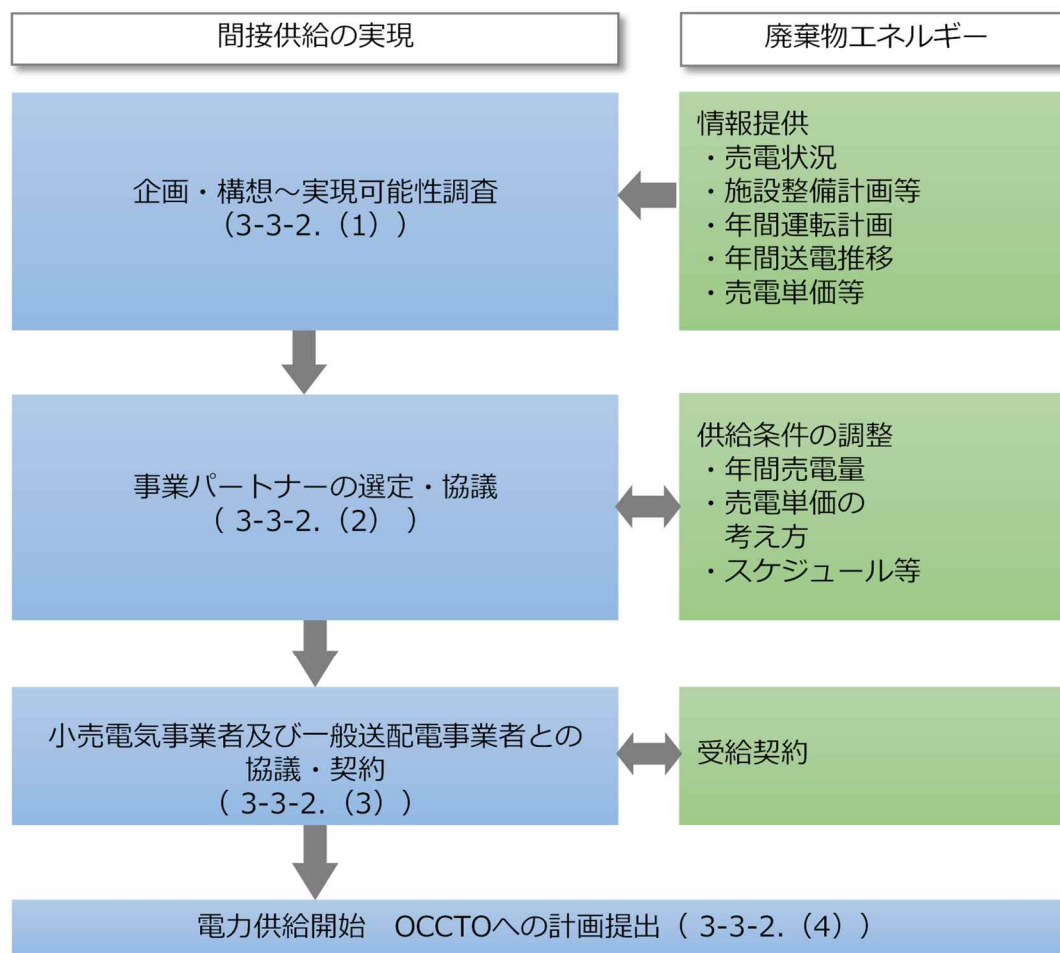 間接供給の実現
廃棄物エネルギー
企画・構想～実現可能性調査
（3-3-2.（1））
情報提供
・売電状況
・施設整備計画等
・年間運転計画
・年間送電推移
・売電単価等
事業パートナーの選定・協議
（ 3-3-2.（2） ）
供給条件の調整
・年間売電量
・売電単価の
考え方
・スケジュール等
小売電気事業者及び一般送配電事業者との
協議・契約
（ 3-3-2.（3））
受給契約
電力供給開始　OCCTOへの計画提出（ 3-3-2.（4））